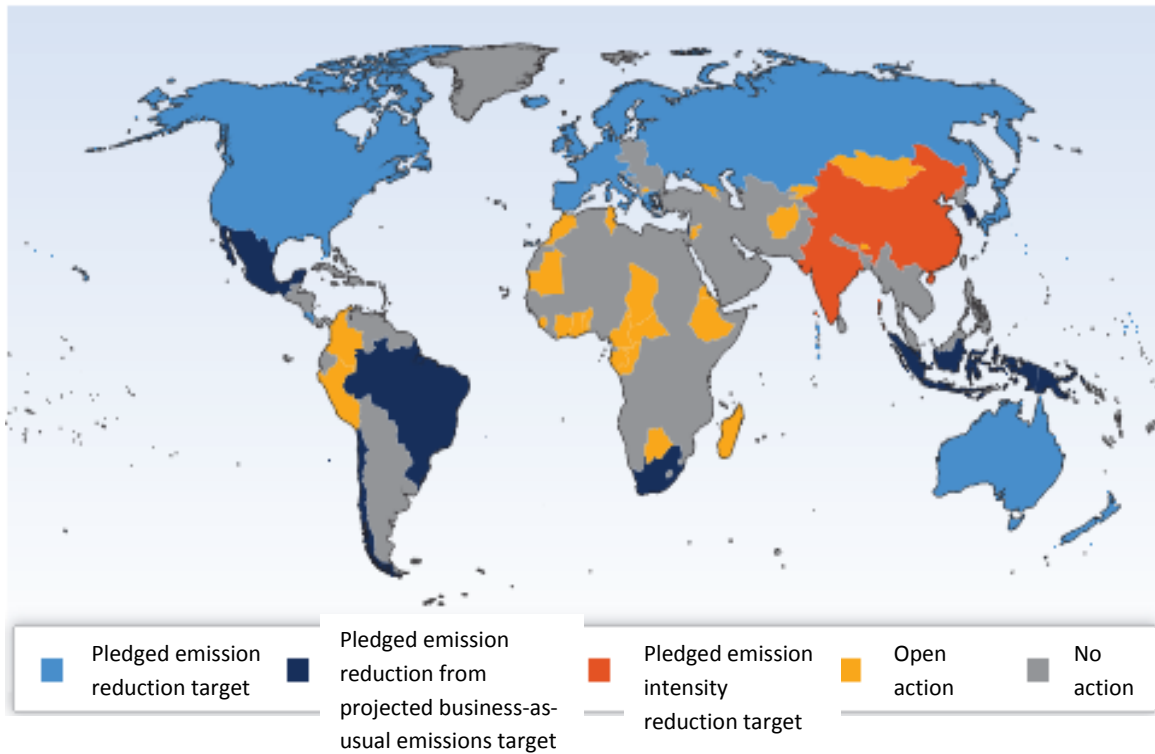 Pledged emission
reduction target
Pledged emission
reduction from
projected business-as-
usual emissions target
Pledged emission
intensity
reduction target
Open
action
No
action